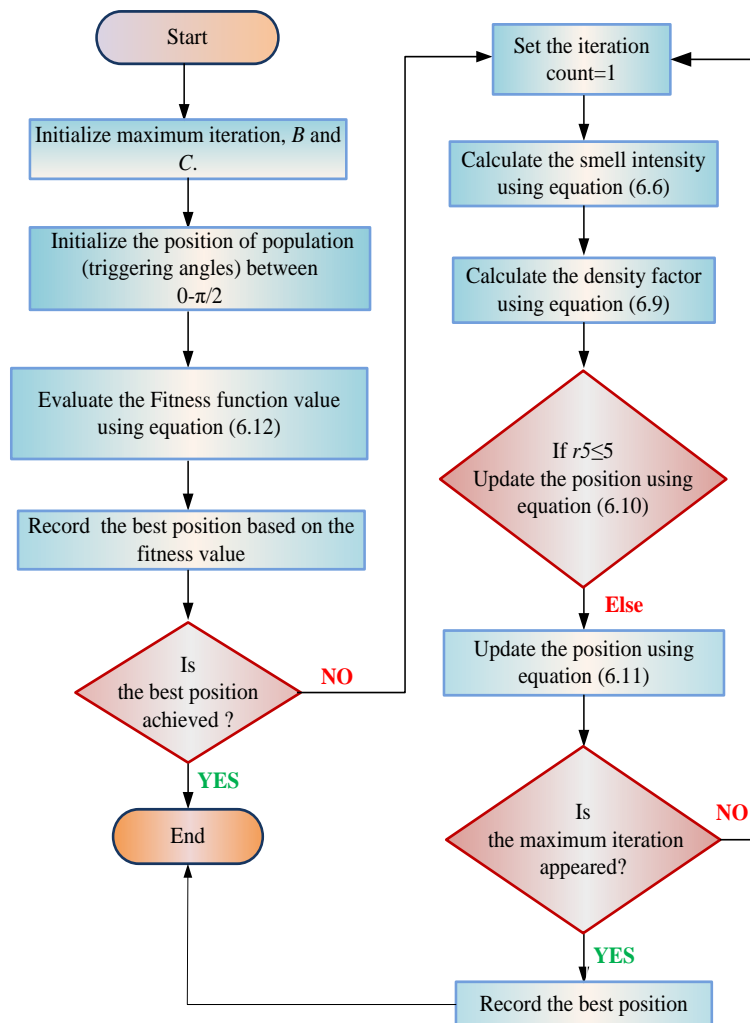 Start
Initialize maximum iteration, B and
C.
Initialize the position of population
(triggering angles) between
0-π/2
Evaluate the Fitness function value
using equation (6.12)
Record the best position based on the
fitness value
Is
the best position
achieved ?
NO
YES
End
Set the iteration
count=1
Calculate the smell intensity
using equation (6.6)
Calculate the density factor
using equation (6.9)
If r5≤5
Update the position using
equation (6.10)
Else
Update the position using
equation (6.11)
Is
the maximum iteration
appeared?
NO
YES
Record the best position